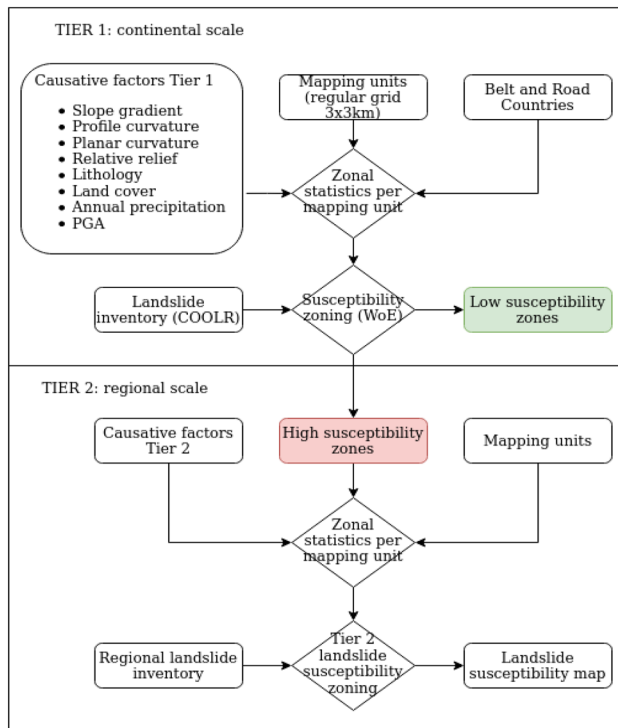 TIER 1: continental scale
Causative factors Tier 1
• Slope gradient
• Profile curvature
• Planar curvature
• Relative relief
• Lithology
• Land cover
• Annual precipitation
• PGA
Mapping units
(regular grid
3x3km)
Belt and Road
Countries
Zonal
statistics per
mapping unit
Landslide
inventory (COOLR)
Susceptibility
zoning (WoE)
Low susceptibility
zones
TIER 2: regional scale
Causative factors
Tier 2
High susceptibility
zones
Mapping units
Zonal
statistics per
mapping unit
Regional landslide
inventory
Tier 2
landslide
susceptibility
zoning
Landslide
susceptibility map